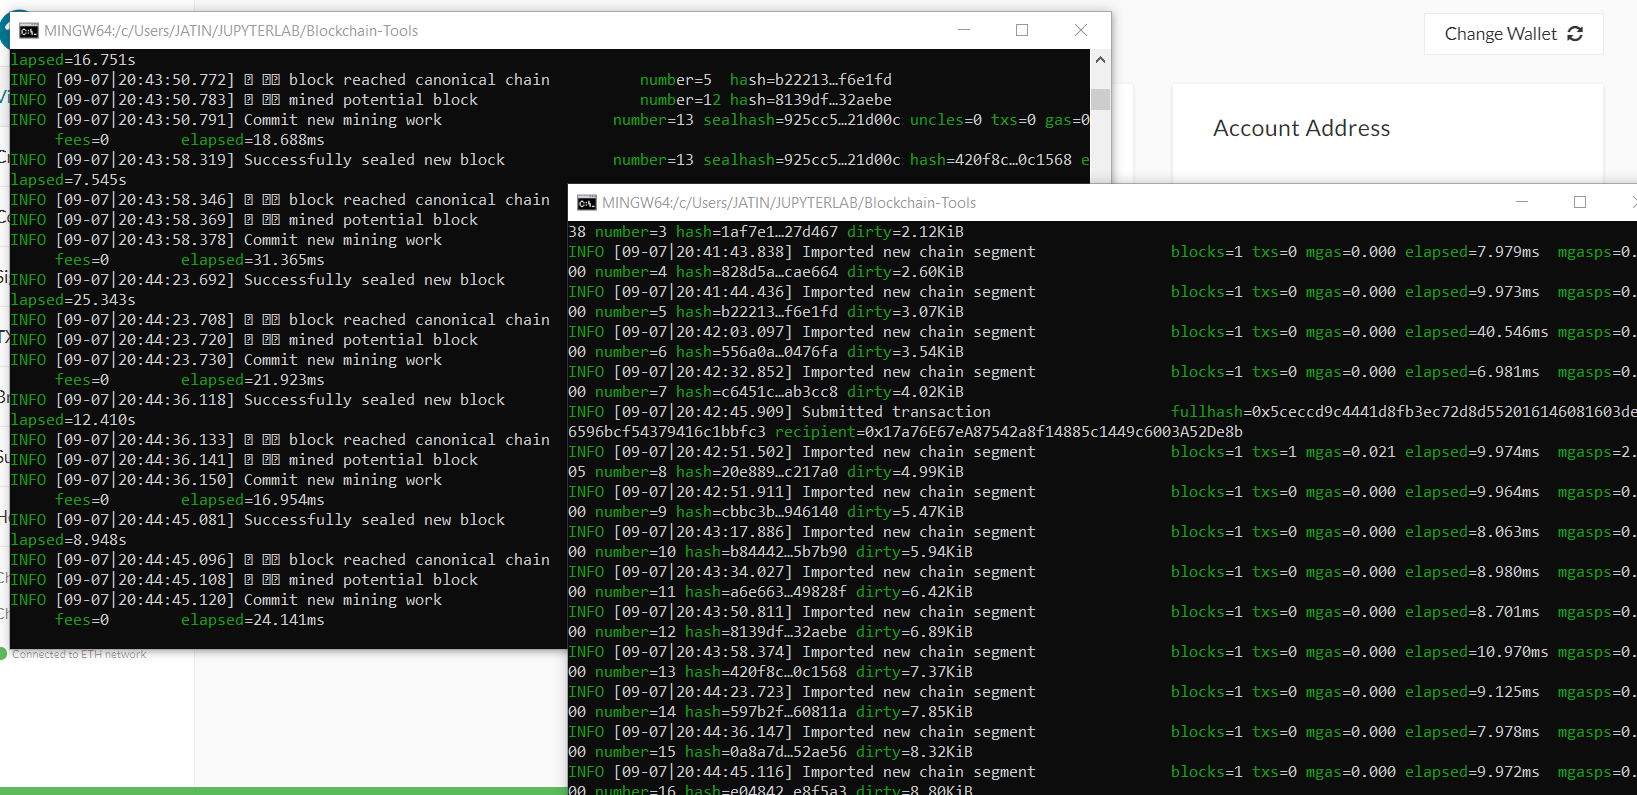 MINGW64:/c/Users/JATIN/JUPYTERLAB/Blockchain-Tools
lapsed=16.751s
INFO [09-07|20:43:50.772] block reached canonical chain number=5 hash=b22213…f6e1fd
INFO [09-07|20:43:50.783] mined potential block number=12 hash=8139df…32aebe
INFO [09-07|20:43:50.791] Commit new mining work number=13 sealhash=925cc5…21d00c uncles=0 txs=0 gas=0
fees=0 elapsed=18.688ms
INFO [09-07|20:43:58.319] Successfully sealed new block number=13 sealhash=925cc5…21d00c hash=420f8c…0c1568 e
lapsed=7.545s
INFO [09-07|20:43:58.346] block reached canonical chain
INFO [09-07|20:43:58.369] mined potential block
INFO [09-07|20:43:58.378] Commit new mining work
fees=0 elapsed=31.365ms
INFO [09-07|20:44:23.692] Successfully sealed new block
lapsed=25.343s
INFO [09-07|20:44:23.708] block reached canonical chain
INFO [09-07|20:44:23.720] mined potential block
INFO [09-07|20:44:23.730] Commit new mining work
fees=0 elapsed=21.923ms
INFO [09-07|20:44:36.118] Successfully sealed new block
lapsed=12.410s
INFO [09-07|20:44:36.133] block reached canonical chain
INFO [09-07|20:44:36.141] mined potential block
INFO [09-07|20:44:36.150] Commit new mining work
fees=0 elapsed=16.954ms
INFO [09-07|20:44:45.081] Successfully sealed new block
lapsed=8.948s
INFO [09-07|20:44:45.096] block reached canonical chain
INFO [09-07|20:44:45.108] mined potential block
INFO [09-07|20:44:45.120] Commit new mining work
fees=0 elapsed=24.141ms
Connected to ETH network
Change Wallet
Account Address
MINGW64:/c/Users/JATIN/JUPYTERLAB/Blockchain-Tools
38 number=3 hash=1af7e1…27d467 dirty=2.12KiB
INFO [09-07|20:41:43.838] Imported new chain segment blocks=1 txs=0 mgas=0.000 elapsed=7.979ms mgasps=0.
00 number=4 hash=828d5a…cae664 dirty=2.60KiB
INFO [09-07|20:41:44.436] Imported new chain segment blocks=1 txs=0 mgas=0.000 elapsed=9.973ms mgasps=0.
00 number=5 hash=b22213…f6e1fd dirty=3.07KiB
INFO [09-07|20:42:03.097] Imported new chain segment blocks=1 txs=0 mgas=0.000 elapsed=40.546ms mgasps=0.
00 number=6 hash=556a0a…0476fa dirty=3.54KiB
INFO [09-07|20:42:32.852] Imported new chain segment blocks=1 txs=0 mgas=0.000 elapsed=6.981ms mgasps=0.
00 number=7 hash=c6451c…ab3cc8 dirty=4.02KiB
INFO [09-07|20:42:45.909] Submitted transaction fullhash=0x5ceccd9c4441d8fb3ec72d8d552016146081603de
6596bcf54379416c1bbfc3 recipient=0x17a76E67eA87542a8f14885c1449c6003A52De8b
INFO [09-07|20:42:51.502] Imported new chain segment blocks=1 txs=1 mgas=0.021 elapsed=9.974ms mgasps=2.
05 number=8 hash=20e889…c217a0 dirty=4.99KiB
INFO [09-07|20:42:51.911] Imported new chain segment blocks=1 txs=0 mgas=0.000 elapsed=9.964ms mgasps=0.
00 number=9 hash=cbbc3b…946140 dirty=5.47KiB
INFO [09-07|20:43:17.886] Imported new chain segment blocks=1 txs=0 mgas=0.000 elapsed=8.063ms mgasps=0.
00 number=10 hash=b84442…5b7b90 dirty=5.94KiB
INFO [09-07|20:43:34.027] Imported new chain segment blocks=1 txs=0 mgas=0.000 elapsed=8.980ms mgasps=0.
00 number=11 hash=a6e663…49828f dirty=6.42KiB
INFO [09-07|20:43:50.811] Imported new chain segment blocks=1 txs=0 mgas=0.000 elapsed=8.701ms mgasps=0.
00 number=12 hash=8139df…32aebe dirty=6.89KiB
INFO [09-07|20:43:58.374] Imported new chain segment blocks=1 txs=0 mgas=0.000 elapsed=10.970ms mgasps=0.
00 number=13 hash=420f8c…0c1568 dirty=7.37KiB
INFO [09-07|20:44:23.723] Imported new chain segment blocks=1 txs=0 mgas=0.000 elapsed=9.125ms mgasps=0.
00 number=14 hash=597b2f…60811a dirty=7.85KiB
INFO [09-07|20:44:36.147] Imported new chain segment blocks=1 txs=0 mgas=0.000 elapsed=7.978ms mgasps=0.
00 number=15 hash=0a8a7d…52ae56 dirty=8.32KiB
INFO [09-07|20:44:45.116] Imported new chain segment blocks=1 txs=0 mgas=0.000 elapsed=9.972ms mgasps=0.
00 number=16 hash=e04842…e8f5a3 dirty=8.80KiB